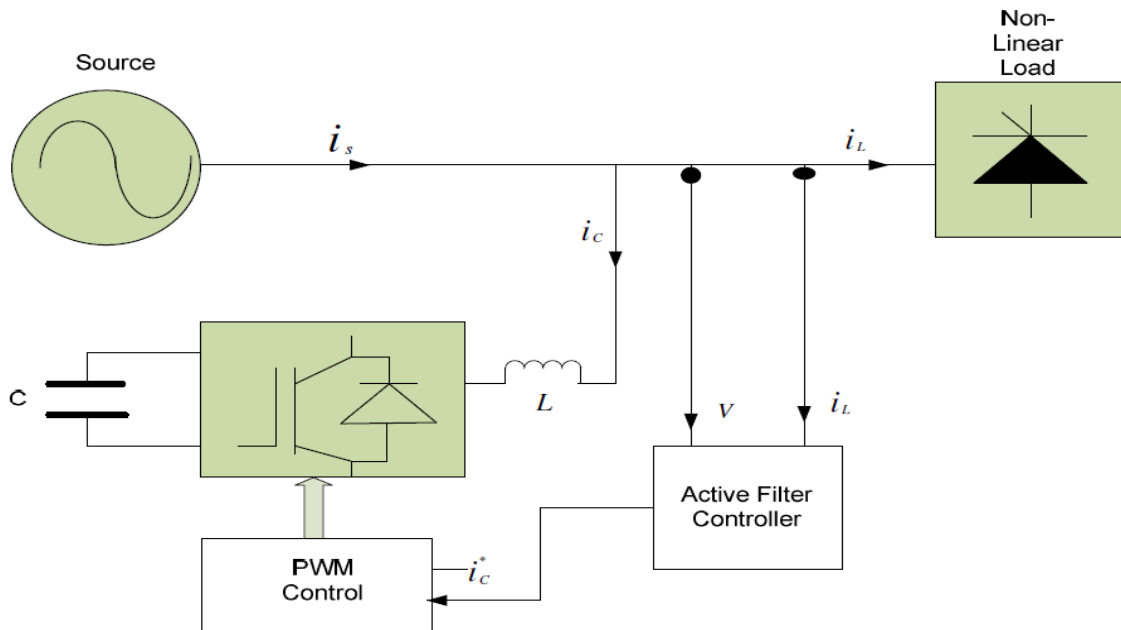 Non-
Linear
Load
Source
i_s
i_L
i_C
C
L
V
i_L
Active Filter
Controller
PWM
Control
i_C^*